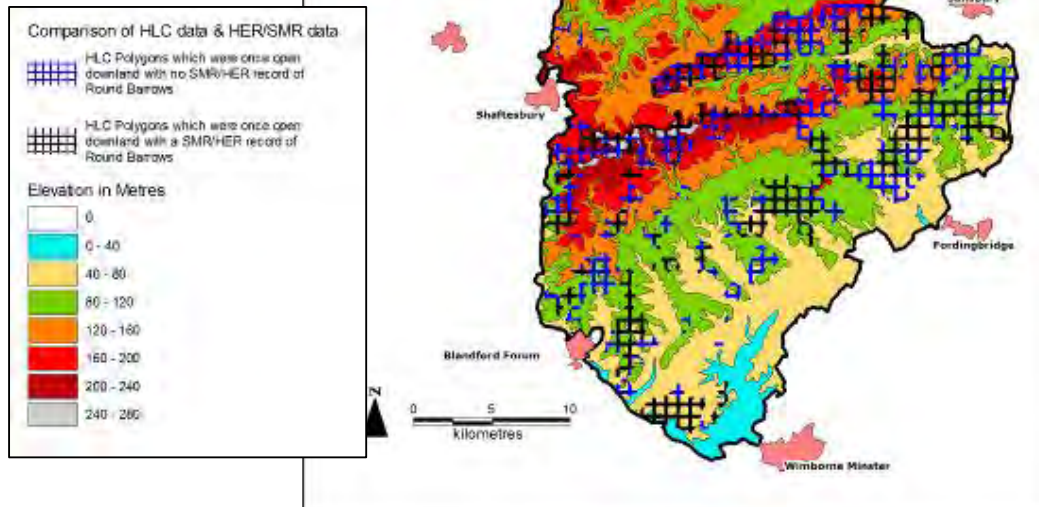 Comparison of HLC data & HER/SMR data
HLC Polygons which were once open
downland with no SMR/HER record of
Round Barrows
HLC Polygons which were once open
downland with a SMR/HER record of
Round Barrows
Elevation in Metres
0
0 - 40
40 - 80
80 - 120
120 - 160
160 - 200
200 - 240
240 - 280
Shaftesbury
Fordingbridge
Blandford Forum
N
0 5 10
kilometres
Wimborne Minster